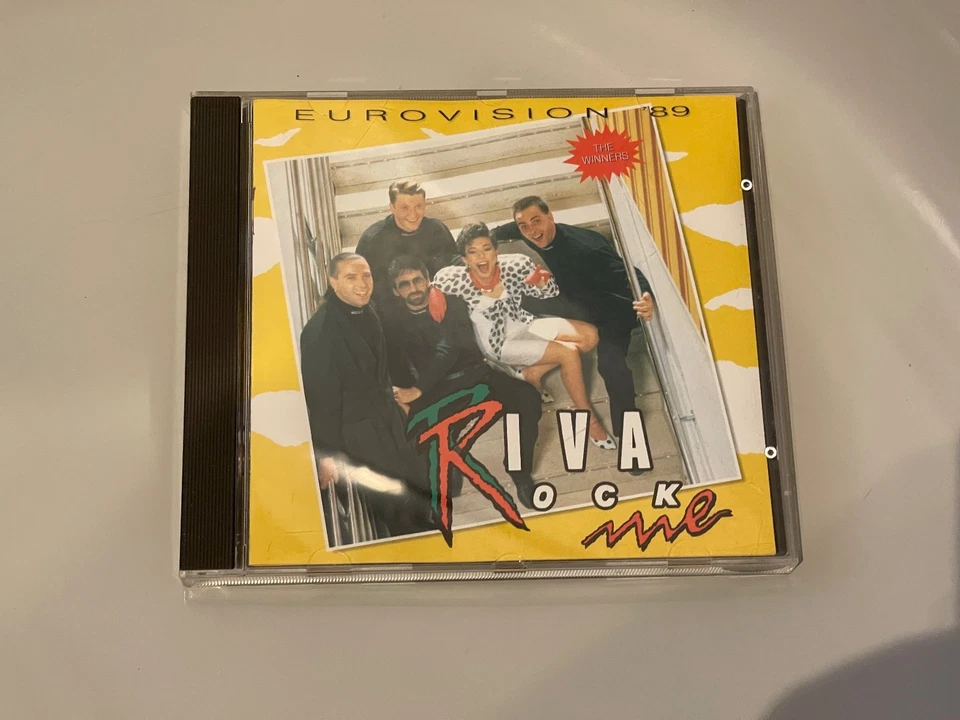 EUROVISION '89
THE
WINNERS
RIVA
ROCK
me